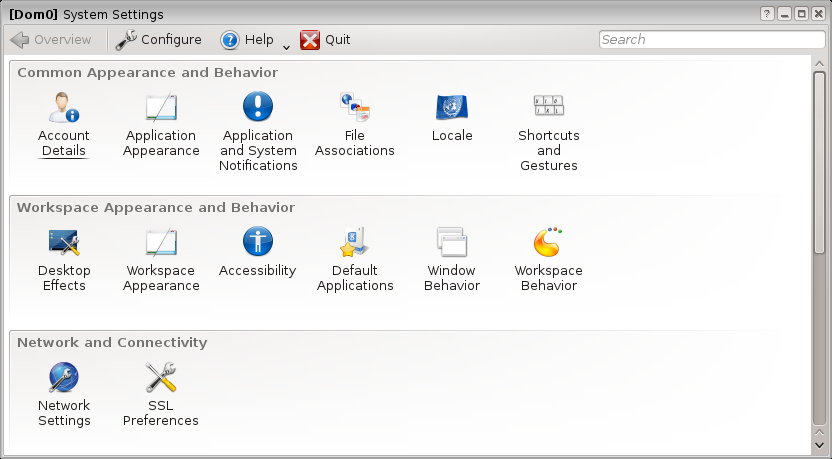 [Dom0] System Settings
Overview Configure Help Quit Search
Common Appearance and Behavior
Account Details
Application Appearance
Application and System Notifications
File Associations
Locale
Shortcuts and Gestures
Workspace Appearance and Behavior
Desktop Effects
Workspace Appearance
Accessibility
Default Applications
Window Behavior
Workspace Behavior
Network and Connectivity
Network Settings
SSL Preferences